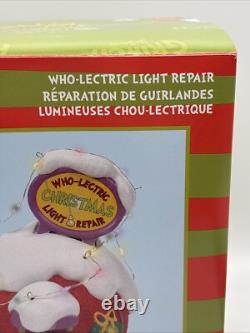 WHO-LECTRIC LIGHT REPAIR
RÉPARATION DE GUIRLANDES
LUMINEUSES CHOU-LECTRIQUE
WHO-LECTRIC
CHRISTMAS
LIGHT REPAIR